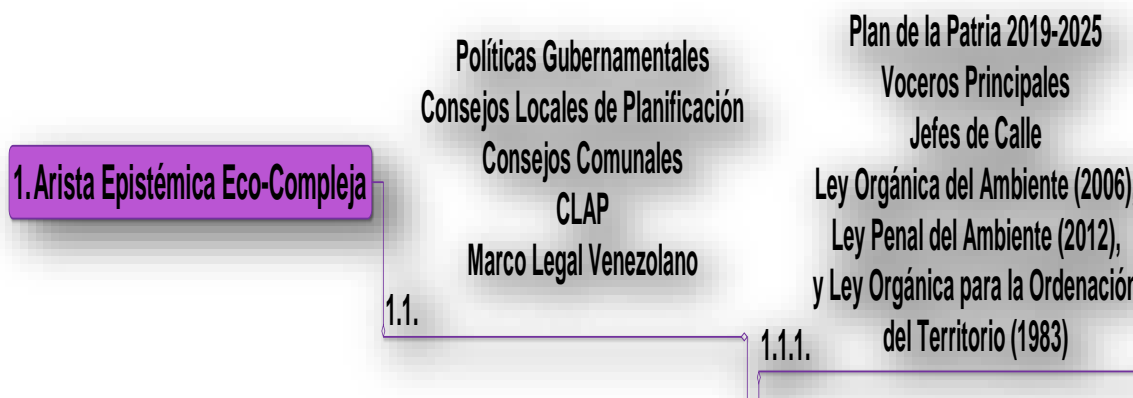 1. Arista Epistémica Eco-Compleja
Políticas Gubernamentales
Consejos Locales de Planificación
Consejos Comunales
CLAP
Marco Legal Venezolano
1.1.
Plan de la Patria 2019-2025
Voceros Principales
Jefes de Calle
Ley Orgánica del Ambiente (2006)
Ley Penal del Ambiente (2012),
y Ley Orgánica para la Ordenación
del Territorio (1983)
1.1.1.